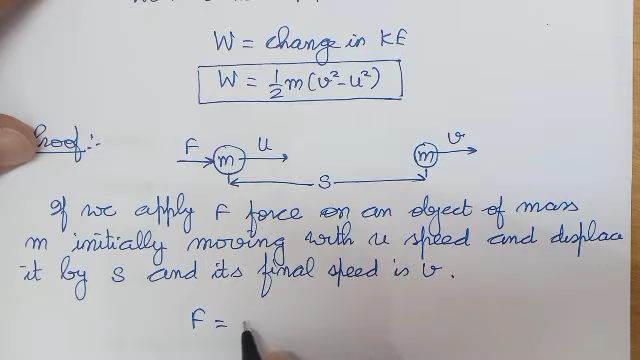 W = change in KE
W = 1/2 m(v²-u²)
Proof :-
F m u m v
S
If we apply F force on an object of mass
m initially moving with u speed and displace
it by S and its final speed is v.
F =